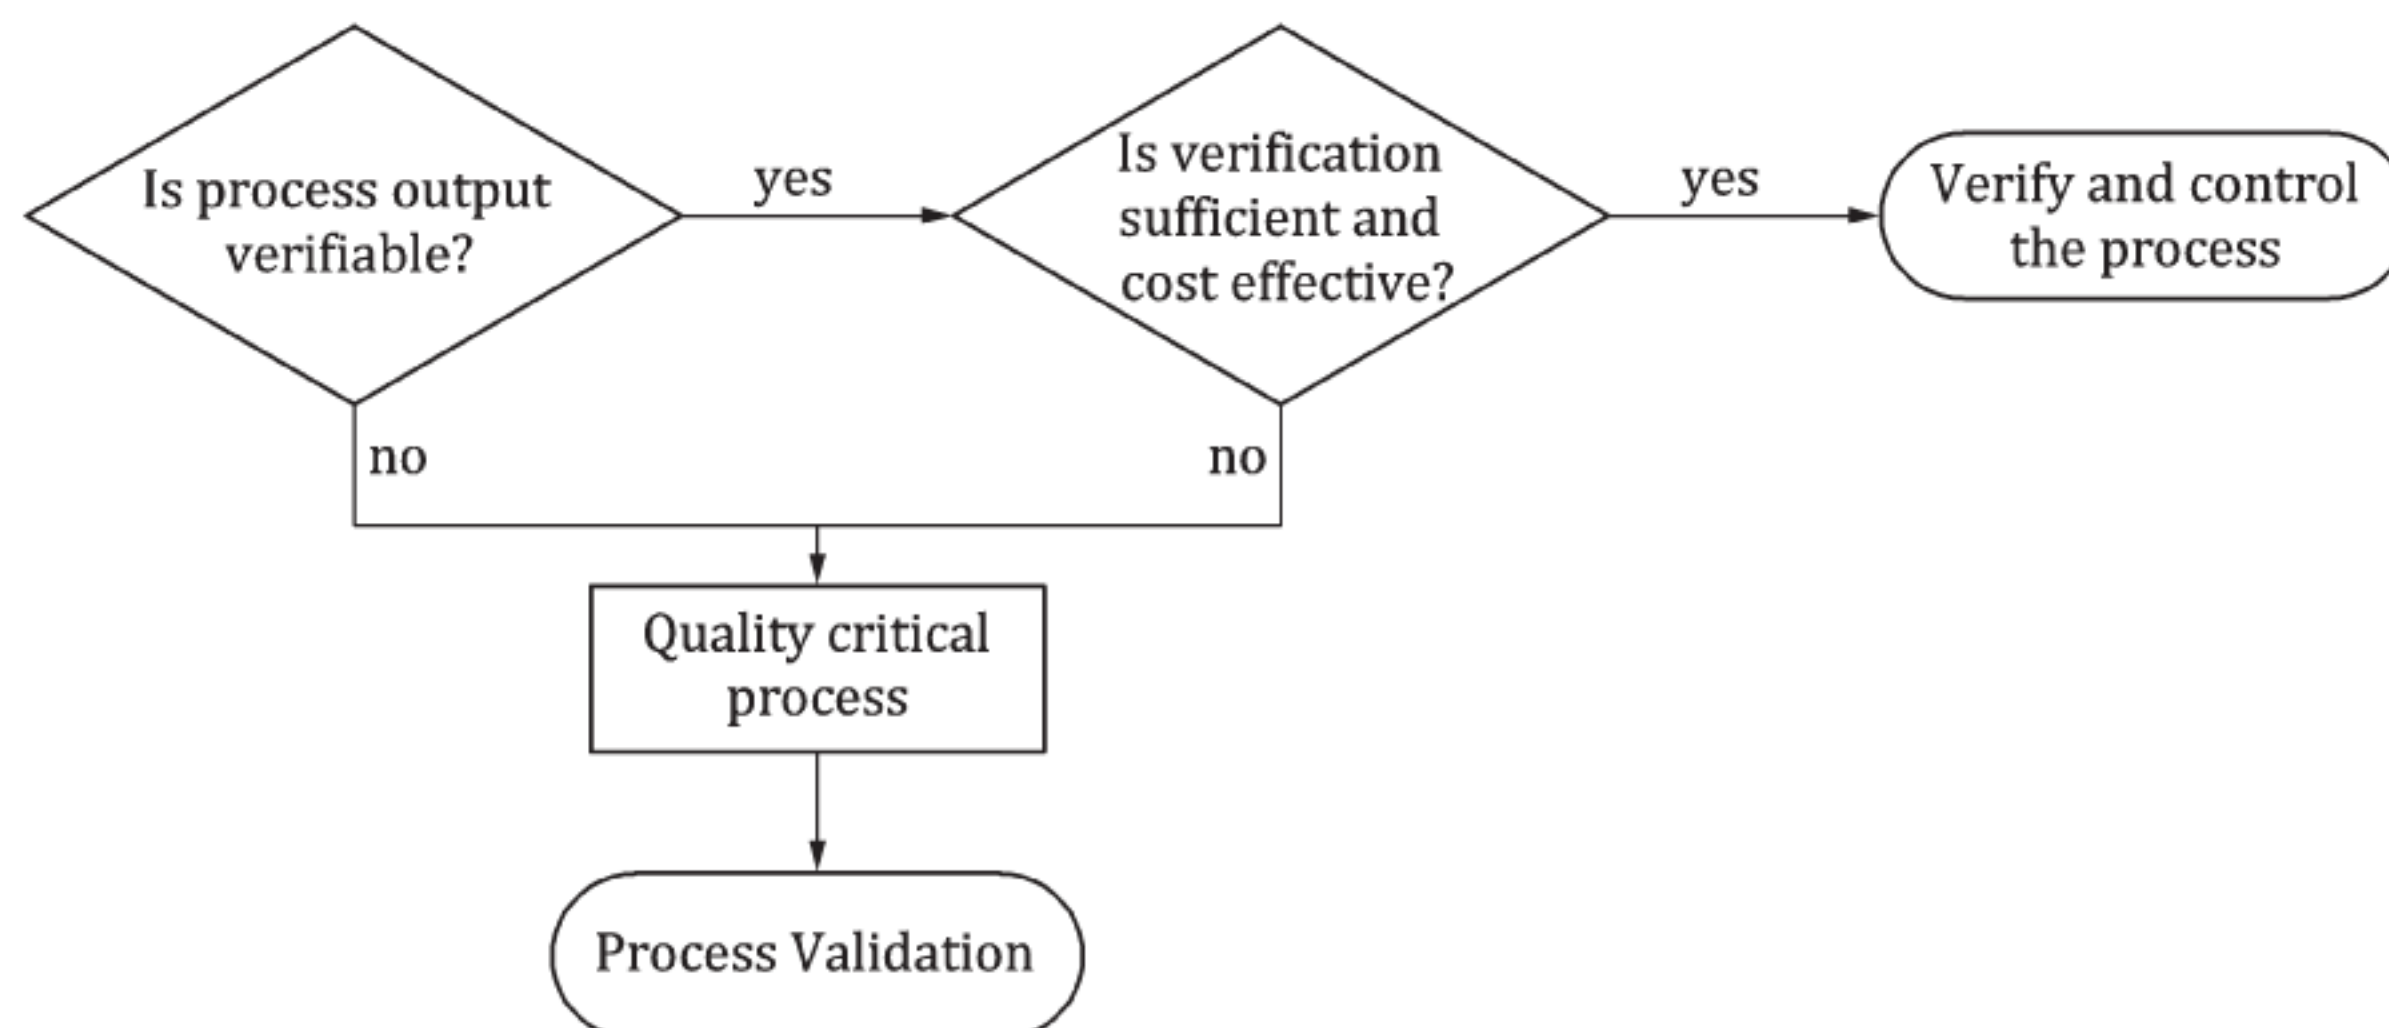 Is process output
verifiable?
yes
Is verification
sufficient and
cost effective?
yes
Verify and control
the process
no
no
Quality critical
process
Process Validation